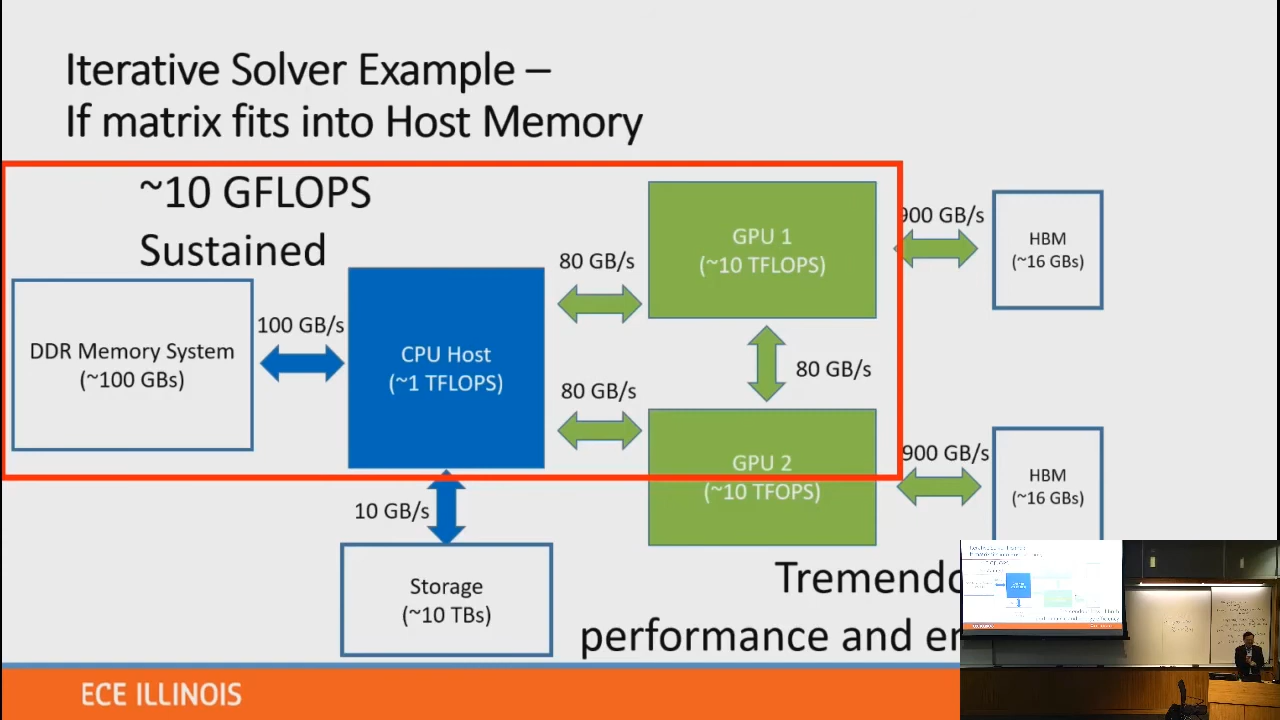 Iterative Solver Example –
If matrix fits into Host Memory
~10 GFLOPS
Sustained
DDR Memory System
(~100 GBs)
100 GB/s
CPU Host
(~1 TFLOPS)
80 GB/s
80 GB/s
GPU 1
(~10 TFLOPS)
80 GB/s
GPU 2
(~10 TFOPS)
900 GB/s
HBM
(~16 GBs)
900 GB/s
HBM
(~16 GBs)
10 GB/s
Storage
(~10 TBs)
performance and
ECE ILLINOIS